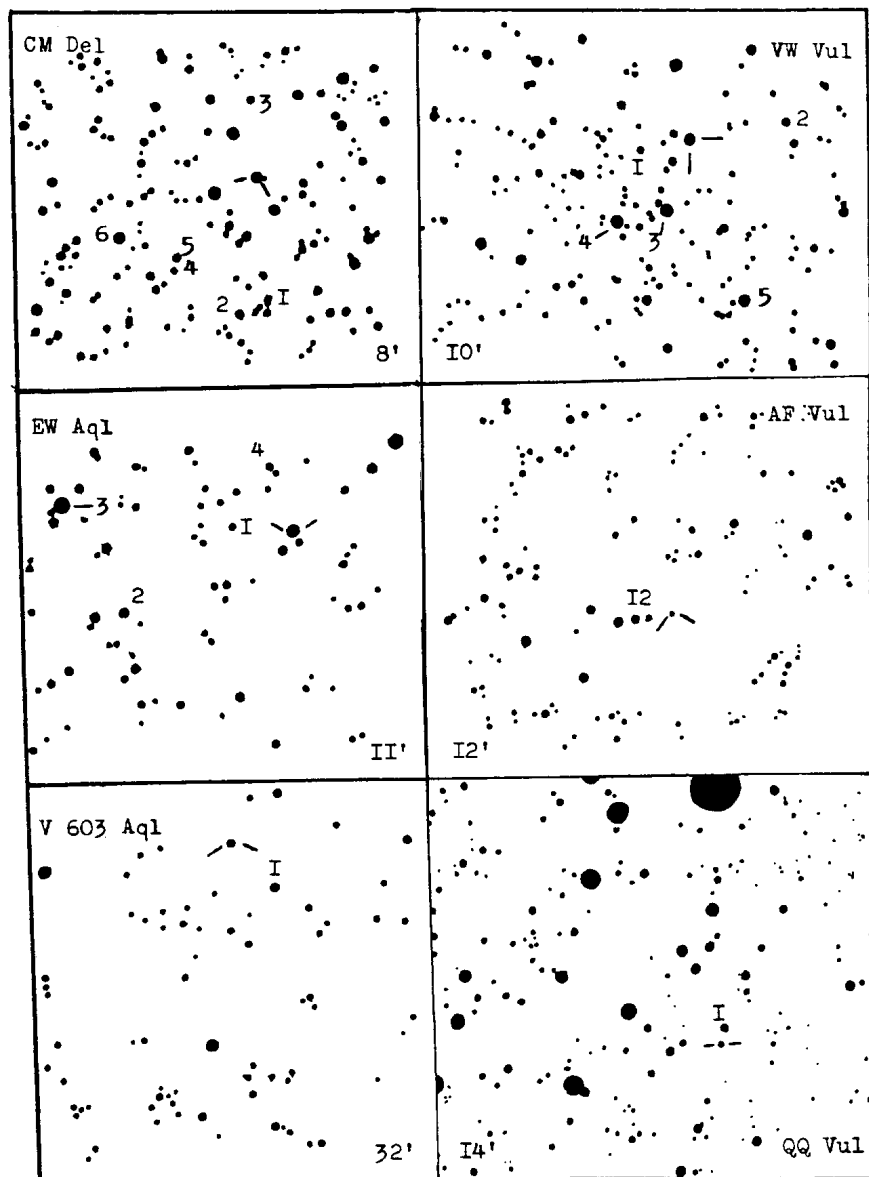 CM Del
3
6
5
4
2 I
8'
VW Vul
2
I
4 3
5
I0'
EW Aql
4
3
I
2
II'
AF Vul
I2
I2'
V 603 Aql
I
32'
I
I4' QQ Vul